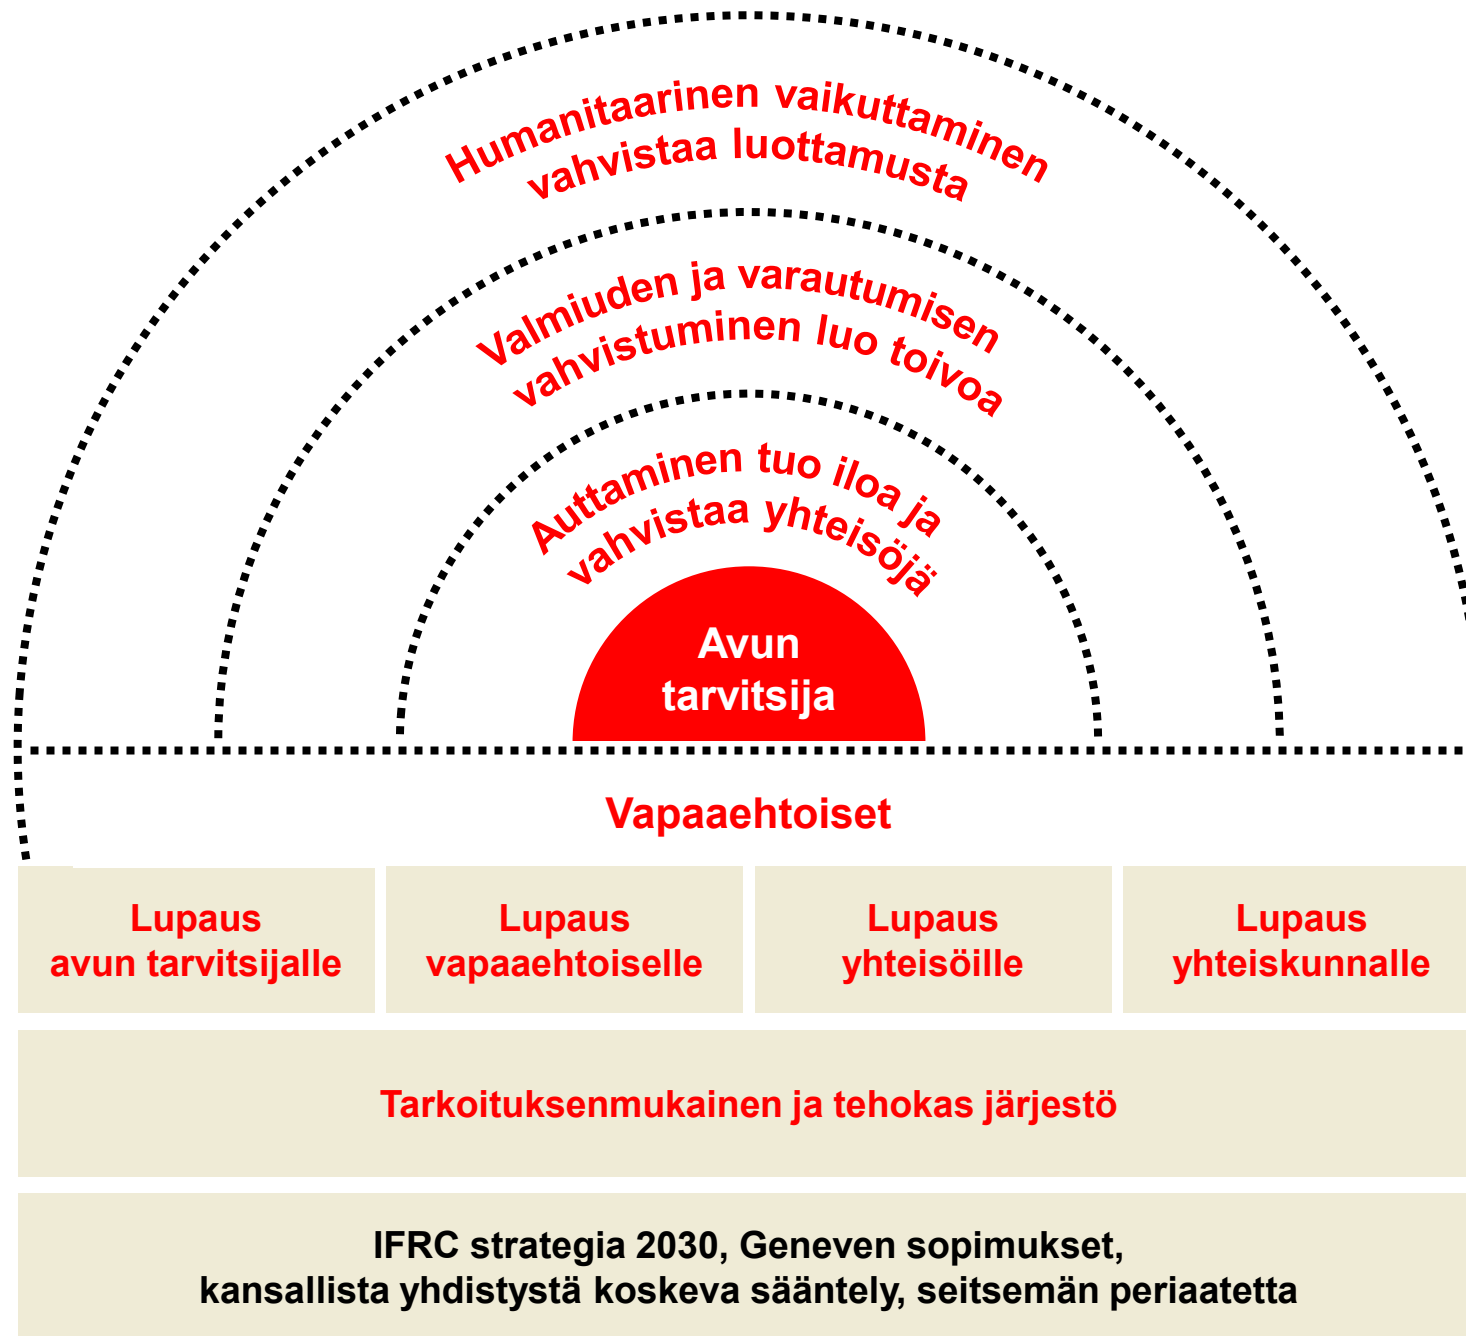 Humanitaarinen vaikuttaminen
vahvistaa luottamusta
Valmiuden ja varautumisen
vahvistuminen luo toivoa
Auttaminen tuo iloa ja
vahvistaa yhteisöjä
Avun
tarvitsija
Vapaaehtoiset
Lupaus
avun tarvitsijalle
Lupaus
vapaaehtoiselle
Lupaus
yhteisöille
Lupaus
yhteiskunnalle
Tarkoituksenmukainen ja tehokas järjestö
IFRC strategia 2030, Geneven sopimukset,
kansallista yhdistystä koskeva sääntely, seitsemän periaatetta